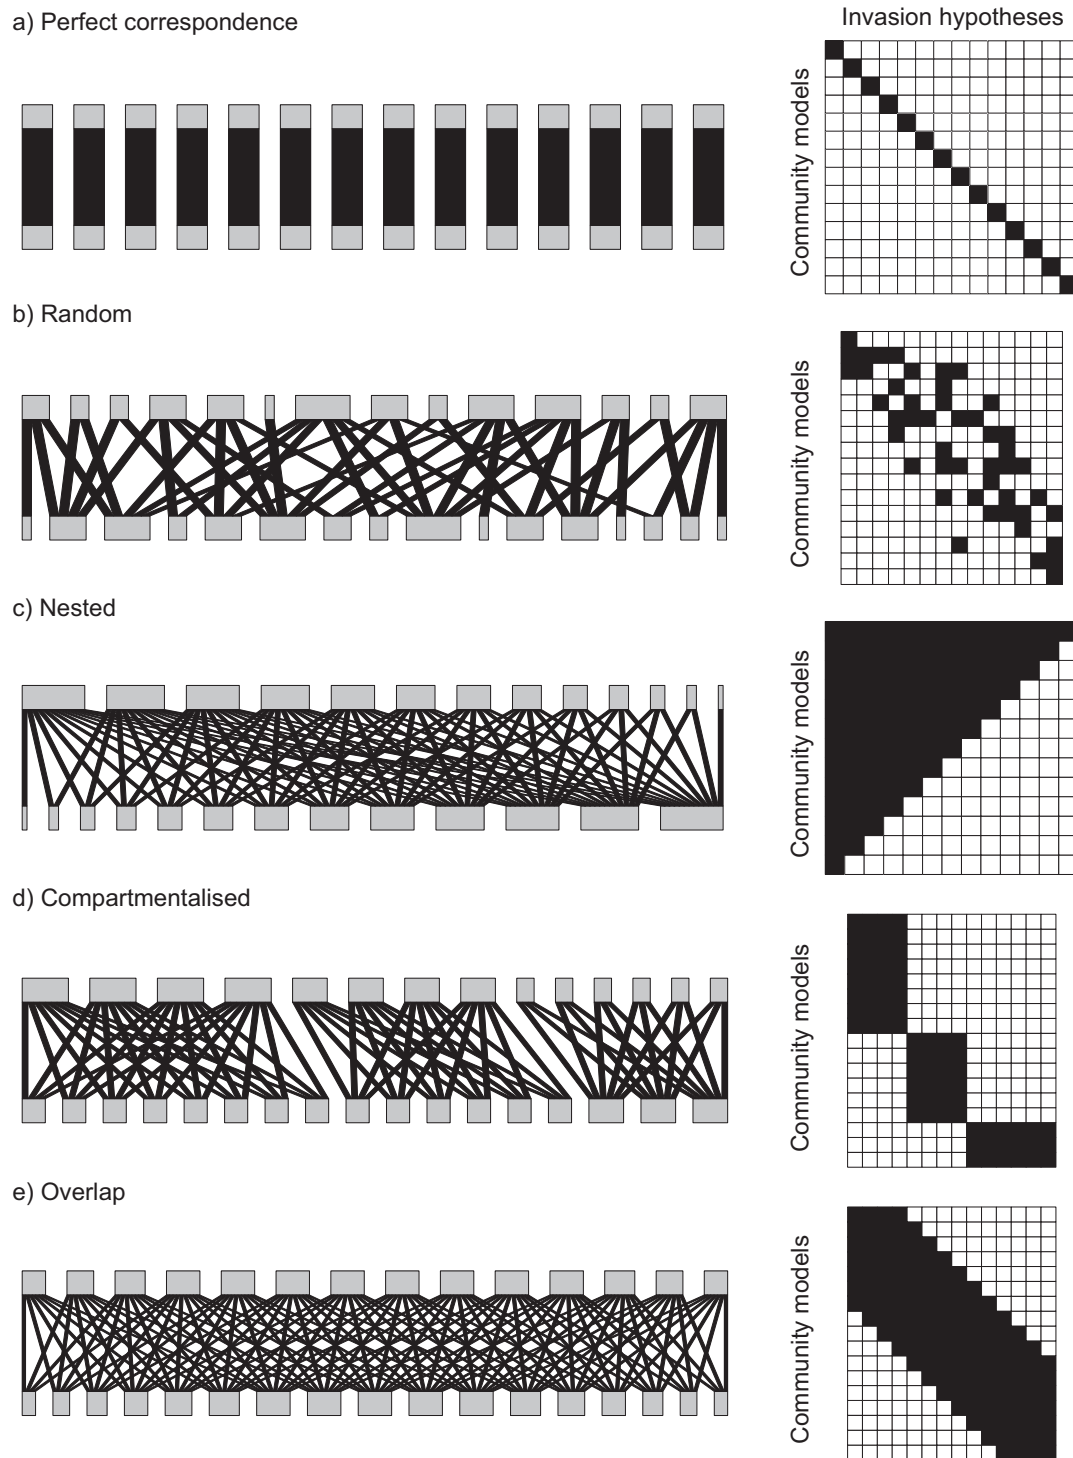 a) Perfect correspondence
Invasion hypotheses
Community models
b) Random
Community models
c) Nested
Community models
d) Compartmentalised
Community models
e) Overlap
Community models